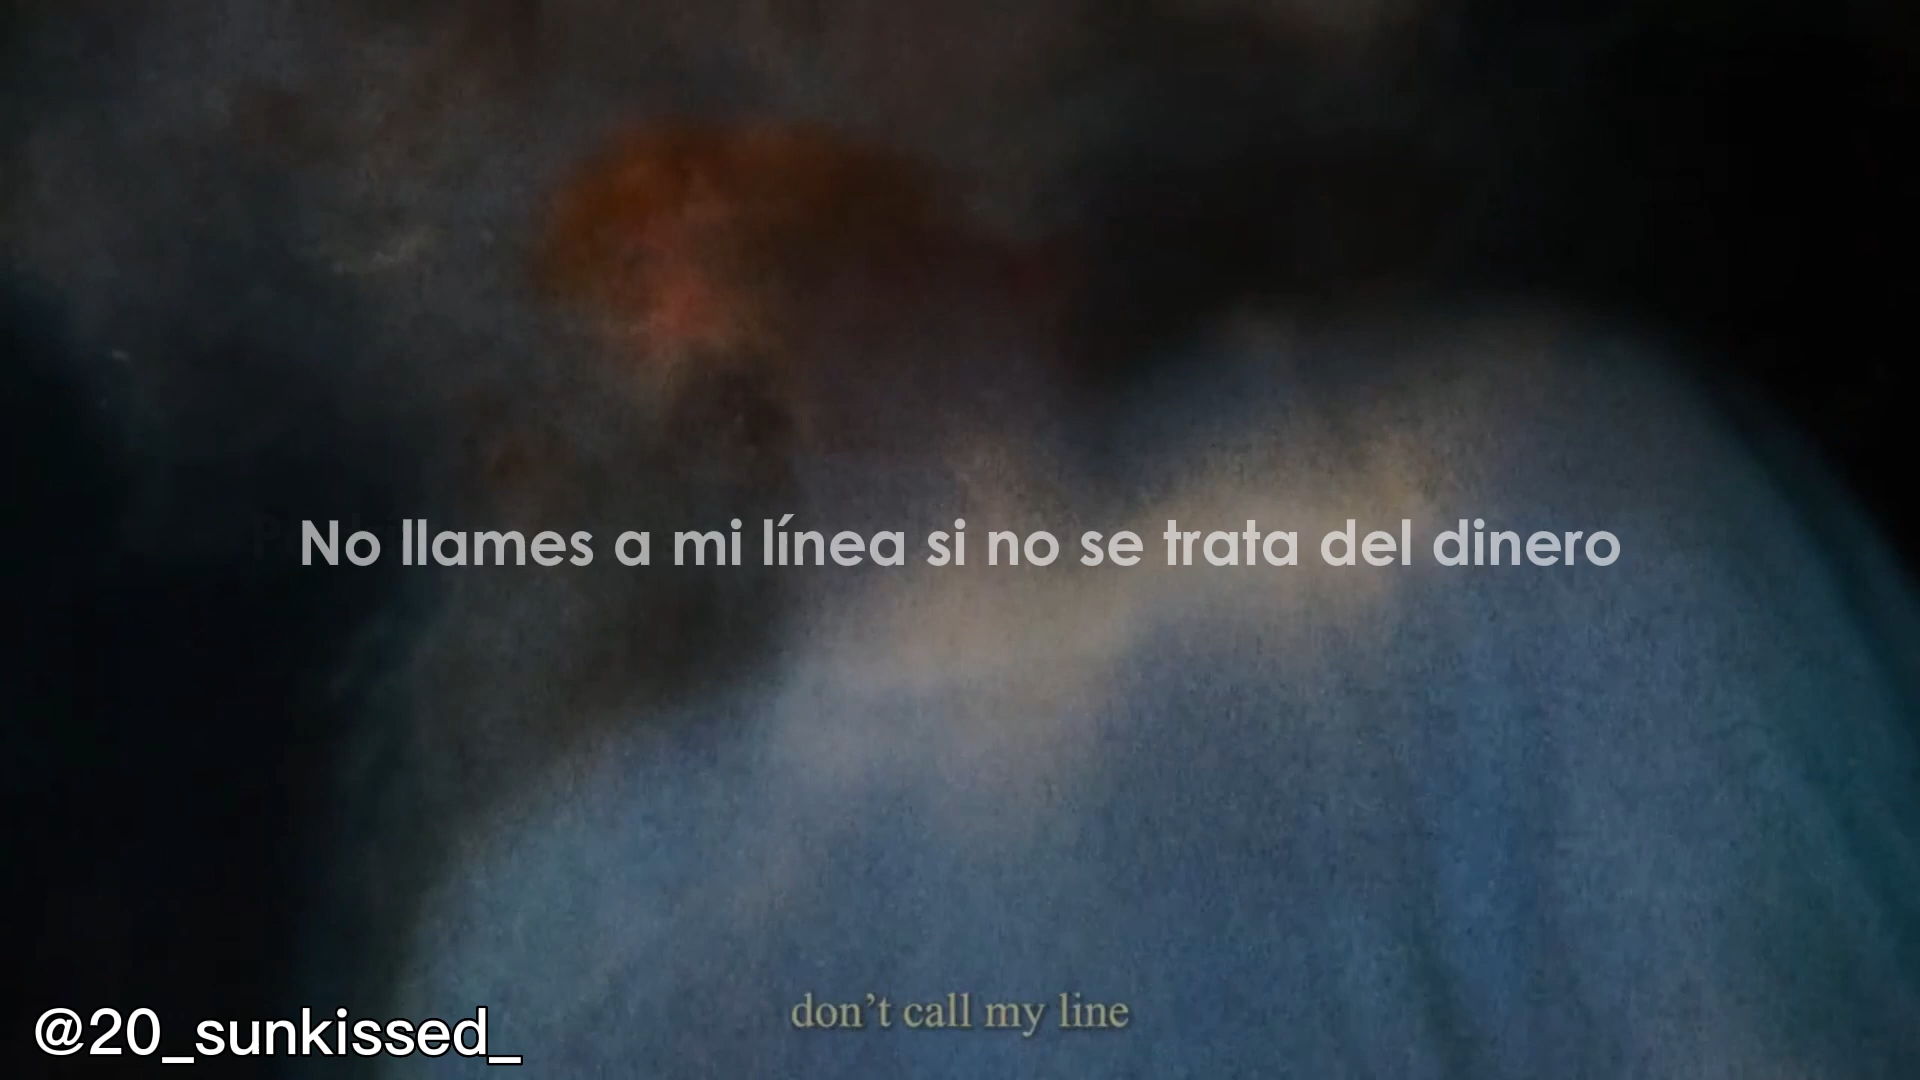 No llames a mi línea si no se trata del dinero
don’t call my line
@20_sunkissed_